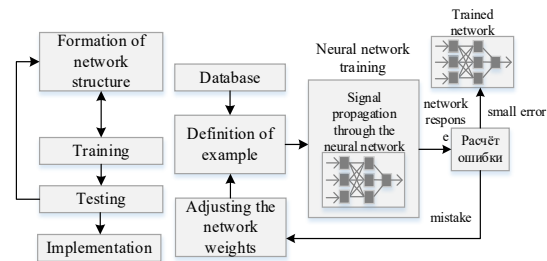 Formation of
network
structure
Training
Testing
Implementation
Database
Definition of
example
Adjusting the
network
weights
Neural network
training
Signal
propagation
through the
neural network
network
respons
e
Trained
network
small error
Расчёт
ошибки
mistake